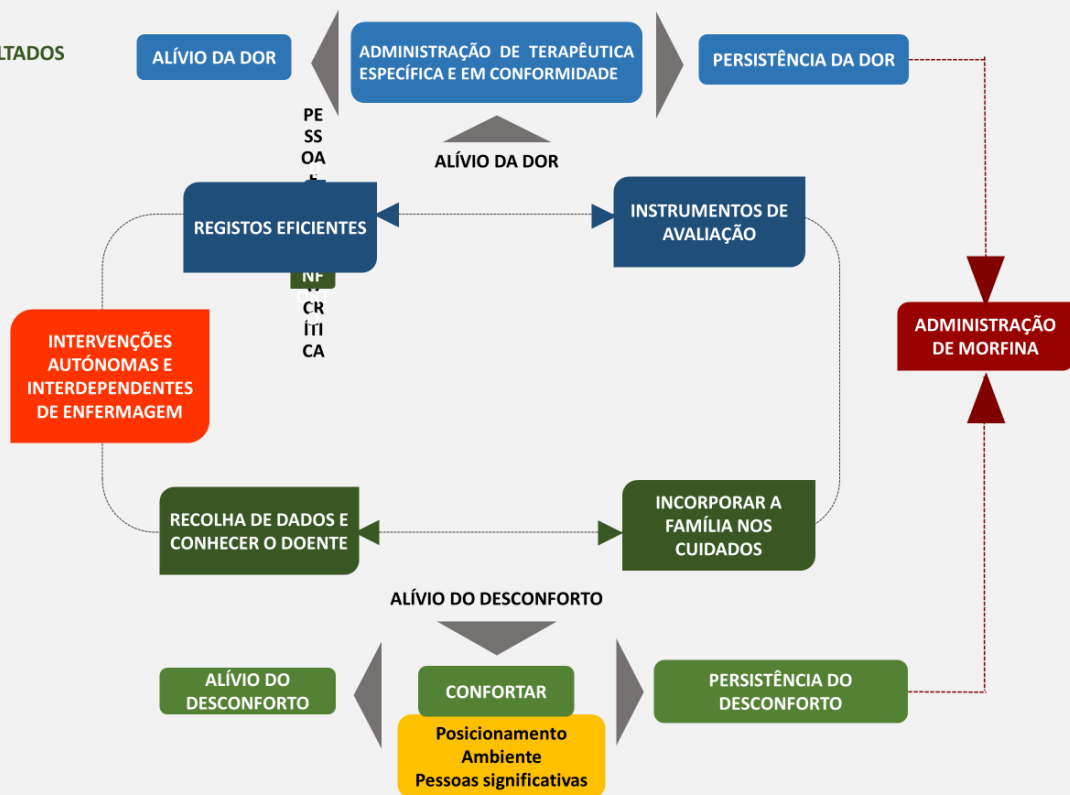 LTADOS
ALÍVIO DA DOR
ADMINISTRAÇÃO DE TERAPÊUTICA
ESPECÍFICA E EM CONFORMIDADE
PERSISTÊNCIA DA DOR
ALÍVIO DA DOR
PE
SS
OA
REGISTOS EFICIENTES
INSTRUMENTOS DE
AVALIAÇÃO
NF
CR
ÍTI
CA
INTERVENÇÕES
AUTÓNOMAS E
INTERDEPENDENTES
DE ENFERMAGEM
ADMINISTRAÇÃO
DE MORFINA
RECOLHA DE DADOS E
CONHECER O DOENTE
INCORPORAR A
FAMÍLIA NOS
CUIDADOS
ALÍVIO DO DESCONFORTO
ALÍVIO DO
DESCONFORTO
CONFORTAR
PERSISTÊNCIA DO
DESCONFORTO
Posicionamento
Ambiente
Pessoas significativas